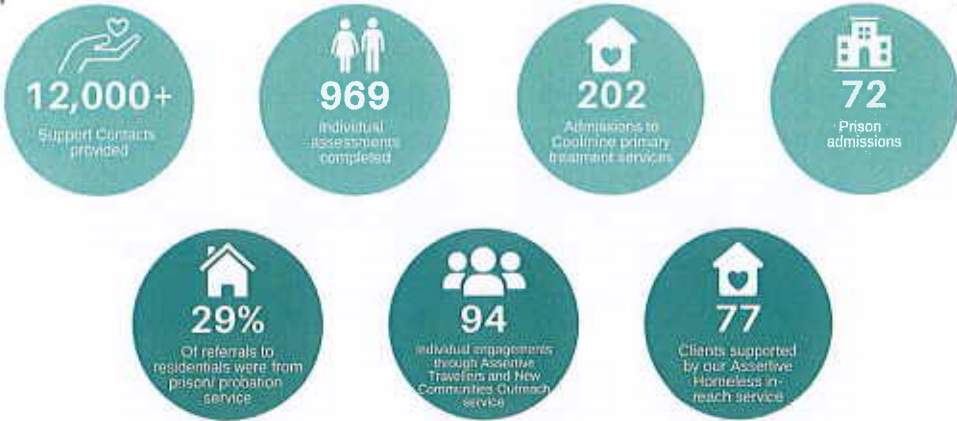 12,000+
Support Contacts
provided
969
Individual
assessments
completed
202
Admissions to
Coolmine primary
treatment services
72
Prison
admissions
29%
Of referrals to
residentials were from
prison/ probation
service
94
Individual engagements
through Assertive
Travellers and New
Communities Outreach
service
77
Clients supported
by our Assertive
Homeless in-
reach service